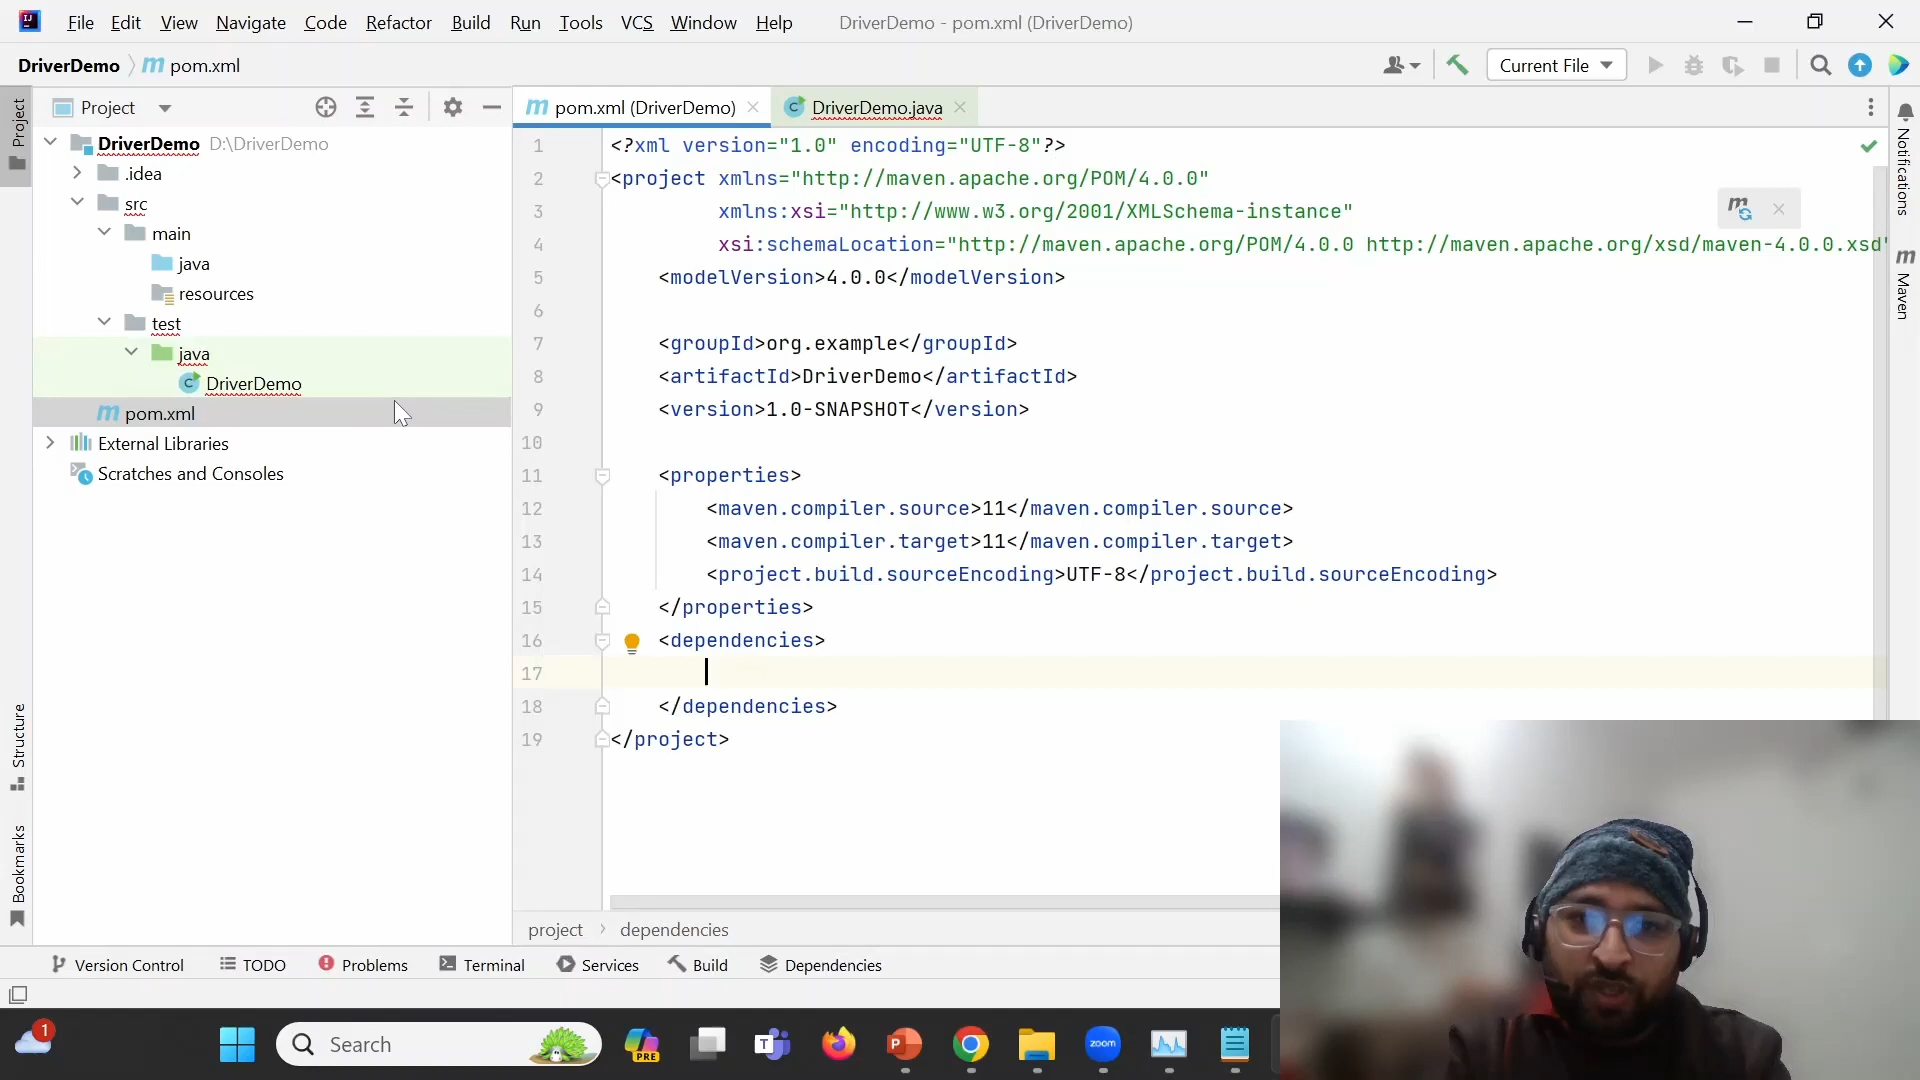 File Edit View Navigate Code Refactor Build Run Tools VCS Window Help DriverDemo - pom.xml (DriverDemo)
DriverDemo pom.xml Current File
Project
Project
pom.xml (DriverDemo)
DriverDemo.java
DriverDemo D:\DriverDemo
.idea
src
main
java
resources
test
java
DriverDemo
pom.xml
External Libraries
Scratches and Consoles
1 <?xml version="1.0" encoding="UTF-8"?>
2 <project xmlns="http://maven.apache.org/POM/4.0.0"
3 xmlns:xsi="http://www.w3.org/2001/XMLSchema-instance"
4 xsi:schemaLocation="http://maven.apache.org/POM/4.0.0 http://maven.apache.org/xsd/maven-4.0.0.xsd"
5 <modelVersion>4.0.0</modelVersion>
6
7 <groupId>org.example</groupId>
8 <artifactId>DriverDemo</artifactId>
9 <version>1.0-SNAPSHOT</version>
10
11 <properties>
12 <maven.compiler.source>11</maven.compiler.source>
13 <maven.compiler.target>11</maven.compiler.target>
14 <project.build.sourceEncoding>UTF-8</project.build.sourceEncoding>
15 </properties>
16 <dependencies>
17
18 </dependencies>
19 </project>
Notifications
Maven
Structure
Bookmarks
project dependencies
Version Control TODO Problems Terminal Services Build Dependencies
1
Search
PRE
T
P
zoom